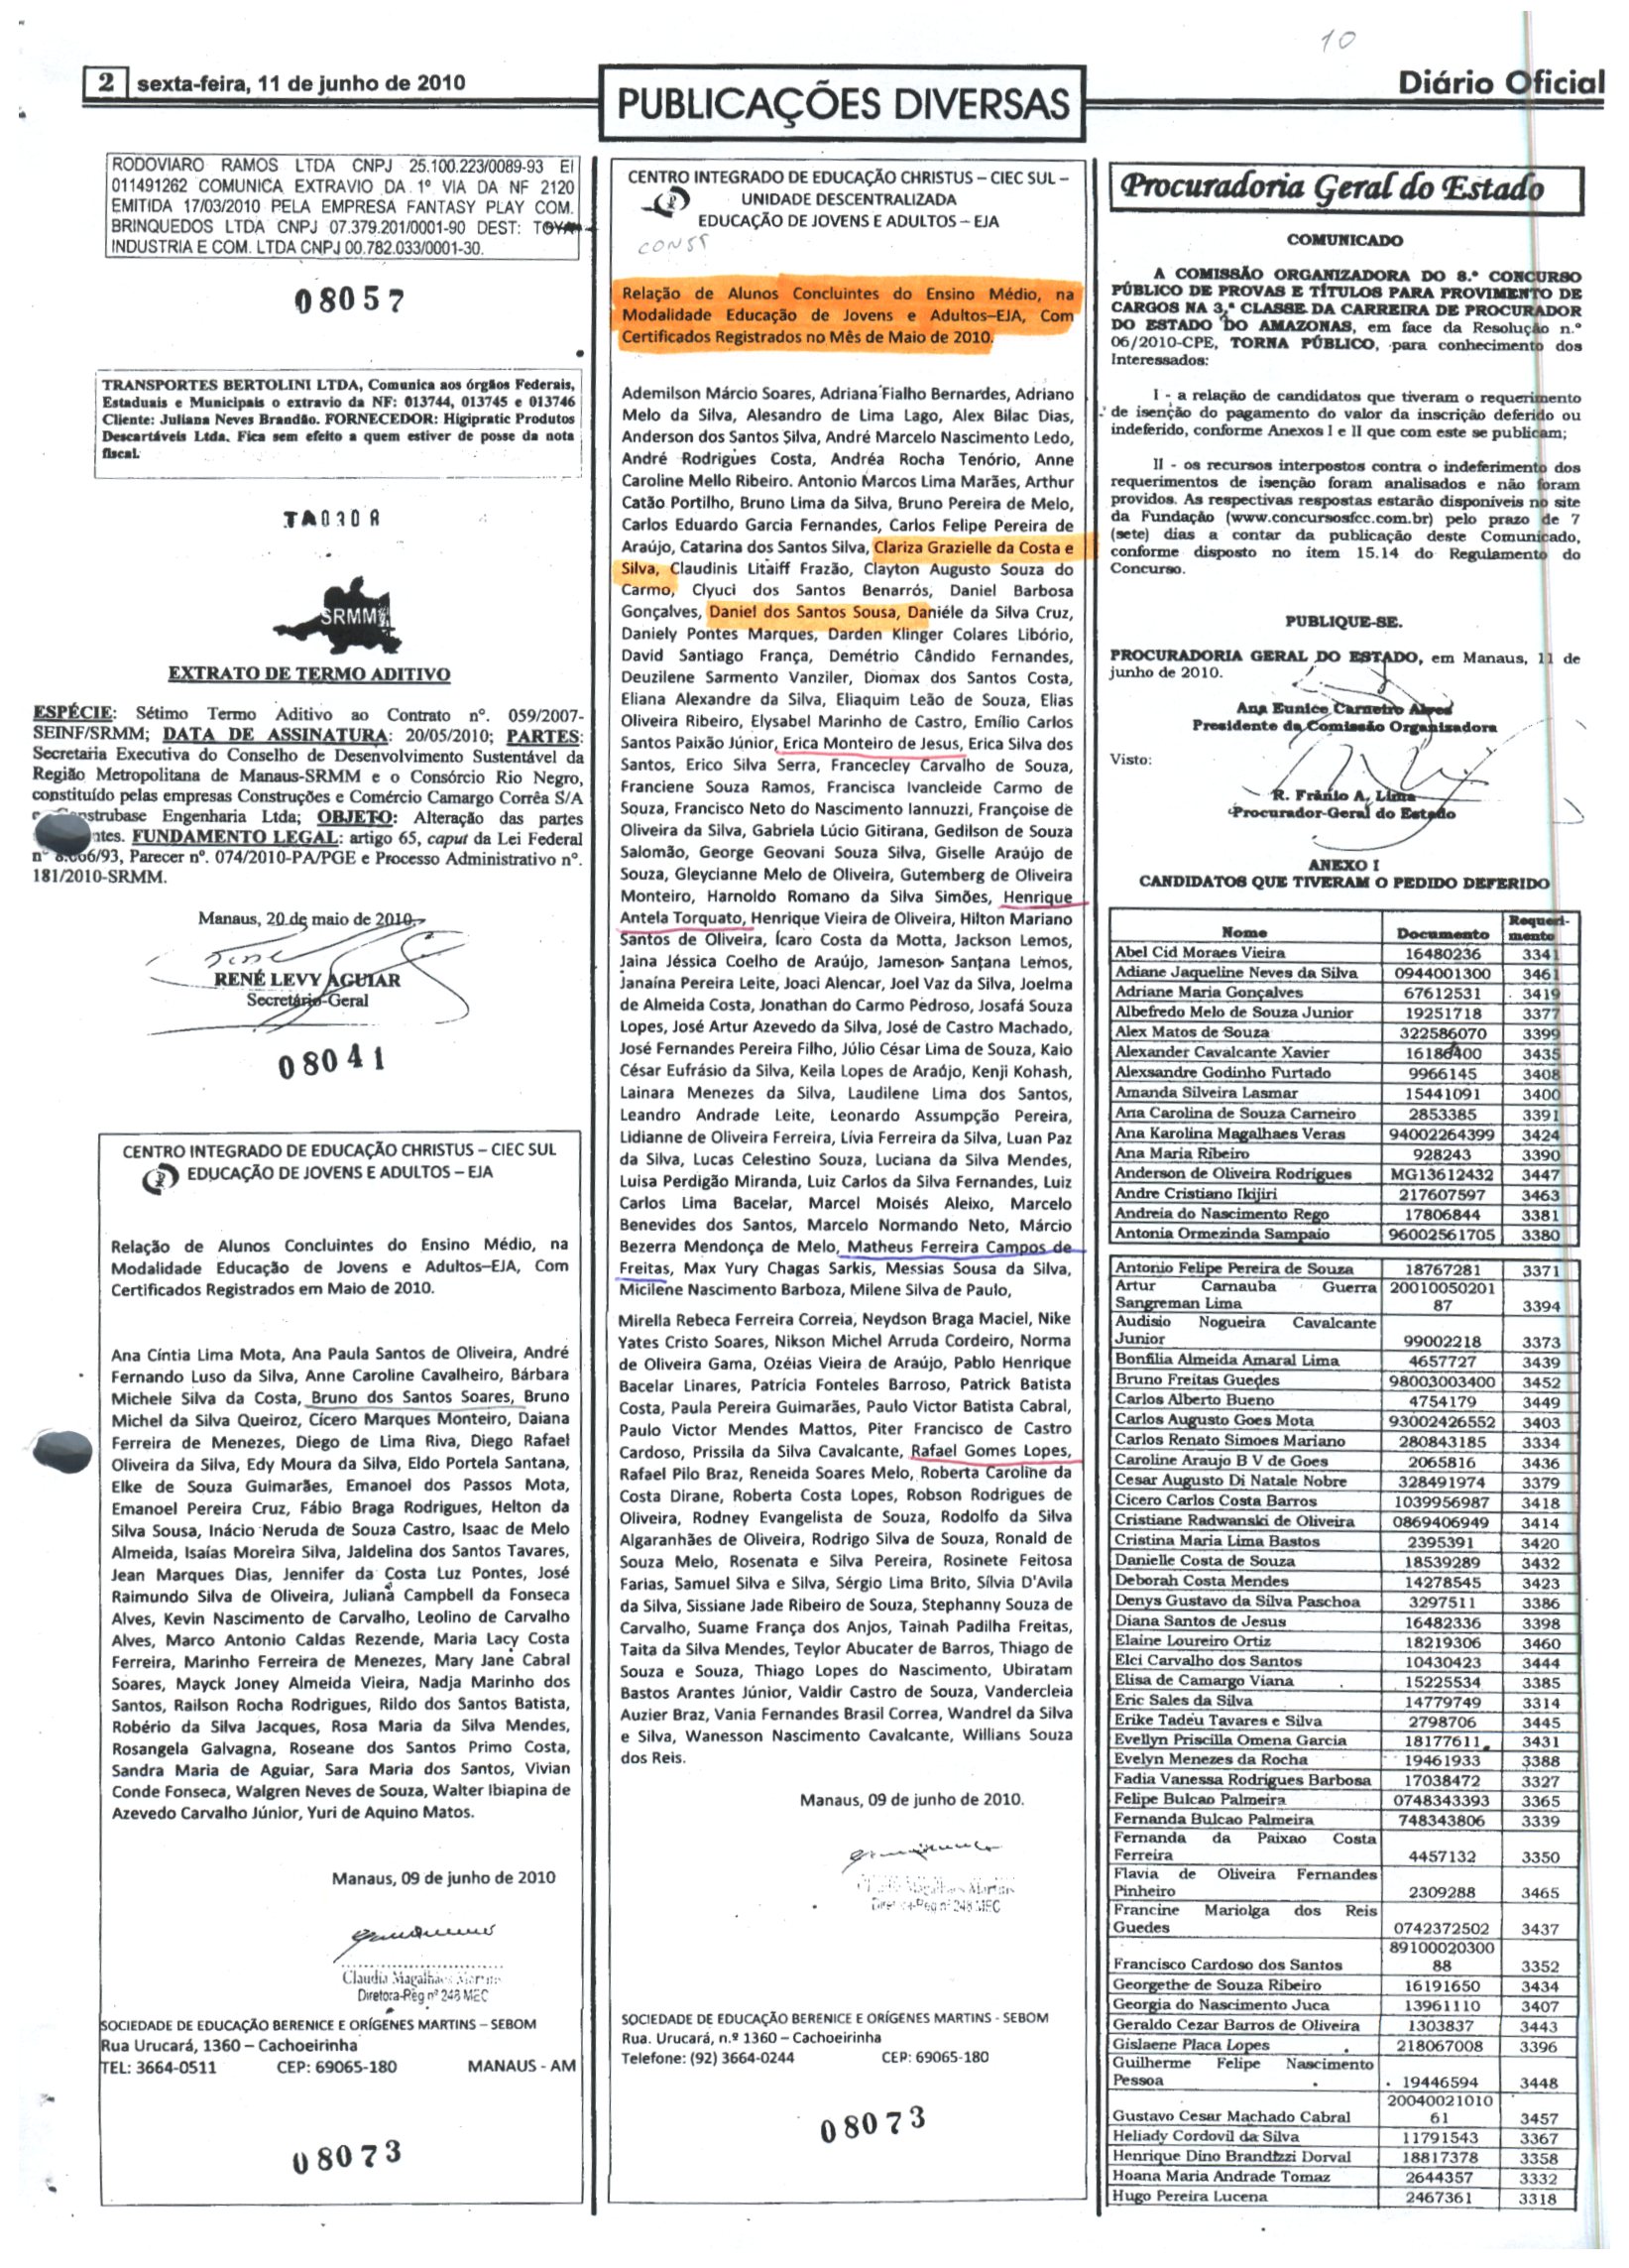 10
2 sexta-feira, 11 de junho de 2010
PUBLICAÇÕES DIVERSAS
Diário Oficial
RODOVIARO RAMOS LTDA CNPJ 25.100.223/0089-93 EI
011491262 COMUNICA EXTRAVIO DA 1º VIA DA NF 2120
EMITIDA 17/03/2010 PELA EMPRESA FANTASY PLAY COM.
BRINQUEDOS LTDA CNPJ 07.379.201/0001-90 DEST: TOYA
INDUSTRIA E COM. LTDA CNPJ 00.782.033/0001-30.
08057
TRANSPORTES BERTOLINI LTDA, Comunica aos órgãos Federais,
Estaduais e Municipais o extravio da NF: 013744, 013745 e 013746
Cliente: Juliana Neves Brandão. FORNECEDOR: Higipratic Produtos
Descartáveis Ltda. Fica sem efeito a quem estiver de posse da nota
fiscal.
TA0308
SRMM
EXTRATO DE TERMO ADITIVO
ESPÉCIE: Sétimo Termo Aditivo ao Contrato nº. 059/2007-
SEINF/SRMM; DATA DE ASSINATURA: 20/05/2010; PARTES:
Secretaria Executiva do Conselho de Desenvolvimento Sustentável da
Região Metropolitana de Manaus-SRMM e o Consórcio Rio Negro,
constituído pelas empresas Construções e Comércio Camargo Corrêa S/A
strubase Engenharia Ltda; OBJETO: Alteração das partes
ntes. FUNDAMENTO LEGAL: artigo 65, caput da Lei Federal
nº 8.666/93, Parecer nº. 074/2010-PA/PGE e Processo Administrativo nº.
181/2010-SRMM.
Manaus, 20 de maio de 2010.
RENÉ LEVY AGUIAR
Secretário-Geral
08041
CENTRO INTEGRADO DE EDUCAÇÃO CHRISTUS – CIEC SUL
EDUCAÇÃO DE JOVENS E ADULTOS – EJA
Relação de Alunos Concluintes do Ensino Médio, na
Modalidade Educação de Jovens e Adultos–EJA, Com
Certificados Registrados em Maio de 2010.
Ana Cíntia Lima Mota, Ana Paula Santos de Oliveira, André
Fernando Luso da Silva, Anne Caroline Cavalheiro, Bárbara
Michele Silva da Costa, Bruno dos Santos Soares, Bruno
Michel da Silva Queiroz, Cícero Marques Monteiro, Daiana
Ferreira de Menezes, Diego de Lima Riva, Diego Rafael
Oliveira da Silva, Edy Moura da Silva, Eldo Portela Santana,
Elke de Souza Guimarães, Emanoel dos Passos Mota,
Emanoel Pereira Cruz, Fábio Braga Rodrigues, Helton da
Silva Sousa, Inácio Neruda de Souza Castro, Isaac de Melo
Almeida, Isaías Moreira Silva, Jaldelina dos Santos Tavares,
Jean Marques Dias, Jennifer da Costa Luz Pontes, José
Raimundo Silva de Oliveira, Juliana Campbell da Fonseca
Alves, Kevin Nascimento de Carvalho, Leolino de Carvalho
Alves, Marco Antonio Caldas Rezende, Maria Lacy Costa
Ferreira, Marinho Ferreira de Menezes, Mary Jane Cabral
Soares, Mayck Joney Almeida Vieira, Nadja Marinho dos
Santos, Railson Rocha Rodrigues, Rildo dos Santos Batista,
Robério da Silva Jacques, Rosa Maria da Silva Mendes,
Rosangela Galvagna, Roseane dos Santos Primo Costa,
Sandra Maria de Aguiar, Sara Maria dos Santos, Vivian
Conde Fonseca, Walgren Neves de Souza, Walter Ibiapina de
Azevedo Carvalho Júnior, Yuri de Aquino Matos.
Manaus, 09 de junho de 2010
Claudia Magalhães Martins
Diretora-Reg nº 248 MEC
SOCIEDADE DE EDUCAÇÃO BERENICE E ORÍGENES MARTINS – SEBOM
Rua Urucará, 1360 – Cachoeirinha
TEL: 3664-0511 CEP: 69065-180 MANAUS - AM
08073
CENTRO INTEGRADO DE EDUCAÇÃO CHRISTUS – CIEC SUL –
UNIDADE DESCENTRALIZADA
EDUCAÇÃO DE JOVENS E ADULTOS – EJA
CONST
Relação de Alunos Concluintes do Ensino Médio, na
Modalidade Educação de Jovens e Adultos–EJA, Com
Certificados Registrados no Mês de Maio de 2010.
Ademilson Márcio Soares, Adriana Fialho Bernardes, Adriano
Melo da Silva, Alesandro de Lima Lago, Alex Bilac Dias,
Anderson dos Santos Silva, André Marcelo Nascimento Ledo,
André Rodrigues Costa, Andréa Rocha Tenório, Anne
Caroline Mello Ribeiro. Antonio Marcos Lima Marães, Arthur
Catão Portilho, Bruno Lima da Silva, Bruno Pereira de Melo,
Carlos Eduardo Garcia Fernandes, Carlos Felipe Pereira de
Araújo, Catarina dos Santos Silva, Clariza Grazielle da Costa e
Silva, Claudinis Litaiff Frazão, Clayton Augusto Souza do
Carmo, Clyuci dos Santos Benarrós, Daniel Barbosa
Gonçalves, Daniel dos Santos Sousa, Daniéle da Silva Cruz,
Daniely Pontes Marques, Darden Klinger Colares Libório,
David Santiago França, Demétrio Cândido Fernandes,
Deuzilene Sarmento Vanziler, Diomax dos Santos Costa,
Eliana Alexandre da Silva, Eliaquim Leão de Souza, Elias
Oliveira Ribeiro, Elysabel Marinho de Castro, Emílio Carlos
Santos Paixão Júnior, Erica Monteiro de Jesus, Erica Silva dos
Santos, Erico Silva Serra, Francecley Carvalho de Souza,
Franciene Souza Ramos, Francisca Ivancleide Carmo de
Souza, Francisco Neto do Nascimento Iannuzzi, Françoise de
Oliveira da Silva, Gabriela Lúcio Gitirana, Gedilson de Souza
Salomão, George Geovani Souza Silva, Giselle Araújo de
Souza, Gleycianne Melo de Oliveira, Gutemberg de Oliveira
Monteiro, Harnoldo Romano da Silva Simões, Henrique
Antela Torquato, Henrique Vieira de Oliveira, Hilton Mariano
Santos de Oliveira, Ícaro Costa da Motta, Jackson Lemos,
Jaina Jéssica Coelho de Araújo, Jameson Santana Lemos,
Janaína Pereira Leite, Joaci Alencar, Joel Vaz da Silva, Joelma
de Almeida Costa, Jonathan do Carmo Pedroso, Josafá Souza
Lopes, José Artur Azevedo da Silva, José de Castro Machado,
José Fernandes Pereira Filho, Júlio César Lima de Souza, Kaio
César Eufrásio da Silva, Keila Lopes de Araójo, Kenji Kohash,
Lainara Menezes da Silva, Laudilene Lima dos Santos,
Leandro Andrade Leite, Leonardo Assumpção Pereira,
Lidianne de Oliveira Ferreira, Lívia Ferreira da Silva, Luan Paz
da Silva, Lucas Celestino Souza, Luciana da Silva Mendes,
Luisa Perdigão Miranda, Luiz Carlos da Silva Fernandes, Luiz
Carlos Lima Bacelar, Marcel Moisés Aleixo, Marcelo
Benevides dos Santos, Marcelo Normando Neto, Márcio
Bezerra Mendonça de Melo, Matheus Ferreira Campos de
Freitas, Max Yury Chagas Sarkis, Messias Sousa da Silva,
Micilene Nascimento Barboza, Milene Silva de Paulo,
Mirella Rebeca Ferreira Correia, Neydson Braga Maciel, Nike
Yates Cristo Soares, Nikson Michel Arruda Cordeiro, Norma
de Oliveira Gama, Ozéias Vieira de Araújo, Pablo Henrique
Bacelar Linares, Patrícia Fonteles Barroso, Patrick Batista
Costa, Paula Pereira Guimarães, Paulo Victor Batista Cabral,
Paulo Victor Mendes Mattos, Piter Francisco de Castro
Cardoso, Prissila da Silva Cavalcante, Rafael Gomes Lopes,
Rafael Pilo Braz, Reneida Soares Melo, Roberta Caroline da
Costa Dirane, Roberta Costa Lopes, Robson Rodrigues de
Oliveira, Rodney Evangelista de Souza, Rodolfo da Silva
Algaranhães de Oliveira, Rodrigo Silva de Souza, Ronald de
Souza Melo, Rosenata e Silva Pereira, Rosinete Feitosa
Farias, Samuel Silva e Silva, Sérgio Lima Brito, Sílvia D'Avila
da Silva, Sissiane Jade Ribeiro de Souza, Stephanny Souza de
Carvalho, Suame França dos Anjos, Tainah Padilha Freitas,
Taita da Silva Mendes, Teylor Abucater de Barros, Thiago de
Souza e Souza, Thiago Lopes do Nascimento, Ubiratam
Bastos Arantes Júnior, Valdir Castro de Souza, Vandercleia
Auzier Braz, Vania Fernandes Brasil Correa, Wandrel da Silva
e Silva, Wanesson Nascimento Cavalcante, Willians Souza
dos Reis.
Manaus, 09 de junho de 2010.
Magalhães Martins
Diretora-Reg nº 248 MEC
SOCIEDADE DE EDUCAÇÃO BERENICE E ORÍGENES MARTINS - SEBOM
Rua. Urucará, n.º 1360 – Cachoeirinha
Telefone: (92) 3664-0244 CEP: 69065-180
08073
Procuradoria Geral do Estado
COMUNICADO
A COMISSÃO ORGANIZADORA DO 8.º CONCURSO
PÚBLICO DE PROVAS E TÍTULOS PARA PROVIMENTO DE
CARGOS NA 3.ª CLASSE DA CARREIRA DE PROCURADOR
DO ESTADO DO AMAZONAS, em face da Resolução n.º
06/2010-CPE, TORNA PÚBLICO, para conhecimento dos
Interessados:
I - a relação de candidatos que tiveram o requerimento
de isenção do pagamento do valor da inscrição deferido ou
indeferido, conforme Anexos I e II que com este se publicam;
II - os recursos interpostos contra o indeferimento dos
requerimentos de isenção foram analisados e não foram
providos. As respectivas respostas estarão disponíveis no site
da Fundação (www.concursosfcc.com.br) pelo prazo de 7
(sete) dias a contar da publicação deste Comunicado,
conforme disposto no item 15.14 do Regulamento do
Concurso.
PUBLIQUE-SE.
PROCURADORIA GERAL DO ESTADO, em Manaus, 11 de
junho de 2010.
Ana Eunice Carneiro Alves
Presidente da Comissão Organizadora
Visto:
R. Frânio A. Lima
Procurador-Geral do Estado
ANEXO I
CANDIDATOS QUE TIVERAM O PEDIDO DEFERIDO
Nome Documento Requeri-
mento
Abel Cid Moraes Vieira 16480236 3341
Adiane Jaqueline Neves da Silva 0944001300 3461
Adriane Maria Gonçalves 67612531 3419
Albefredo Melo de Souza Junior 19251718 3377
Alex Matos de Souza 322586070 3399
Alexander Cavalcante Xavier 16186400 3435
Alexsandre Godinho Furtado 9966145 3408
Amanda Silveira Lasmar 15441091 3400
Ana Carolina de Souza Carneiro 2853385 3391
Ana Karolina Magalhaes Veras 94002264399 3424
Ana Maria Ribeiro 928243 3390
Anderson de Oliveira Rodrigues MG13612432 3447
Andre Cristiano Ikijiri 217607597 3463
Andreia do Nascimento Rego 17806844 3381
Antonia Ormezinda Sampaio 96002561705 3380
Antonio Felipe Pereira de Souza 18767281 3371
Artur Carnauba Guerra 20010050201
Sangreman Lima 87 3394
Audisio Nogueira Cavalcante
Junior 99002218 3373
Bonfilia Almeida Amaral Lima 4657727 3439
Bruno Freitas Guedes 98003003400 3452
Carlos Alberto Bueno 4754179 3449
Carlos Augusto Goes Mota 93002426552 3403
Carlos Renato Simoes Mariano 280843185 3334
Caroline Araujo B V de Goes 2065816 3436
Cesar Augusto Di Natale Nobre 328491974 3379
Cicero Carlos Costa Barros 1039956987 3418
Cristiane Radwanski de Oliveira 0869406949 3414
Cristina Maria Lima Bastos 2395391 3420
Danielle Costa de Souza 18539289 3432
Deborah Costa Mendes 14278545 3423
Denys Gustavo da Silva Paschoa 3297511 3386
Diana Santos de Jesus 16482336 3398
Elaine Loureiro Ortiz 18219306 3460
Elci Carvalho dos Santos 10430423 3444
Elisa de Camargo Viana 15225534 3385
Eric Sales da Silva 14779749 3314
Erike Tadeu Tavares e Silva 2798706 3445
Evellyn Priscilla Omena Garcia 18177611 3431
Evelyn Menezes da Rocha 19461933 3388
Fadia Vanessa Rodrigues Barbosa 17038472 3327
Felipe Bulcao Palmeira 0748343393 3365
Fernanda Bulcao Palmeira 748343806 3339
Fernanda da Paixao Costa
Ferreira 4457132 3350
Flavia de Oliveira Fernandes
Pinheiro 2309288 3465
Francine Mariolga dos Reis
Guedes 0742372502 3437
89100020300
Francisco Cardoso dos Santos 88 3352
Georgethe de Souza Ribeiro 16191650 3434
Georgia do Nascimento Juca 13961110 3407
Geraldo Cezar Barros de Oliveira 1303837 3443
Gislaene Placa Lopes 218067008 3396
Guilherme Felipe Nascimento
Pessoa 19446594 3448
20040021010
Gustavo Cesar Machado Cabral 61 3457
Heliady Cordovil da Silva 11791543 3367
Henrique Dino Brandizzi Dorval 18817378 3358
Hoana Maria Andrade Tomaz 2644357 3332
Hugo Pereira Lucena 2467361 3318